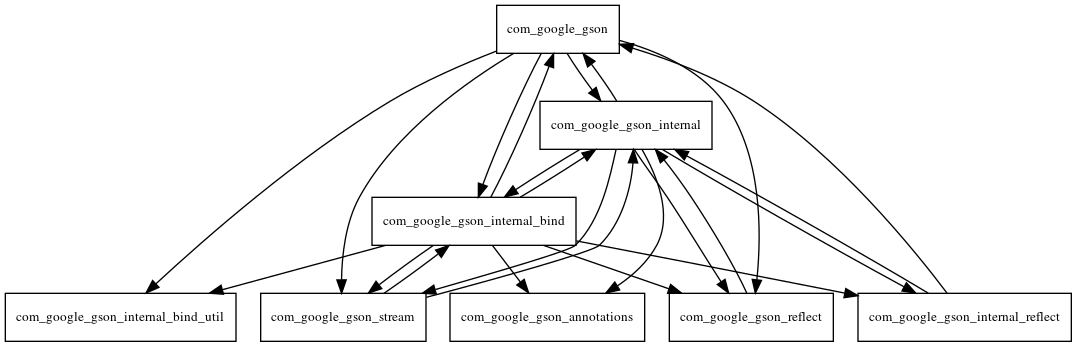 com_google_gson
com_google_gson_internal
com_google_gson_internal_bind
com_google_gson_internal_bind_util
com_google_gson_stream
com_google_gson_annotations
com_google_gson_reflect
com_google_gson_internal_reflect